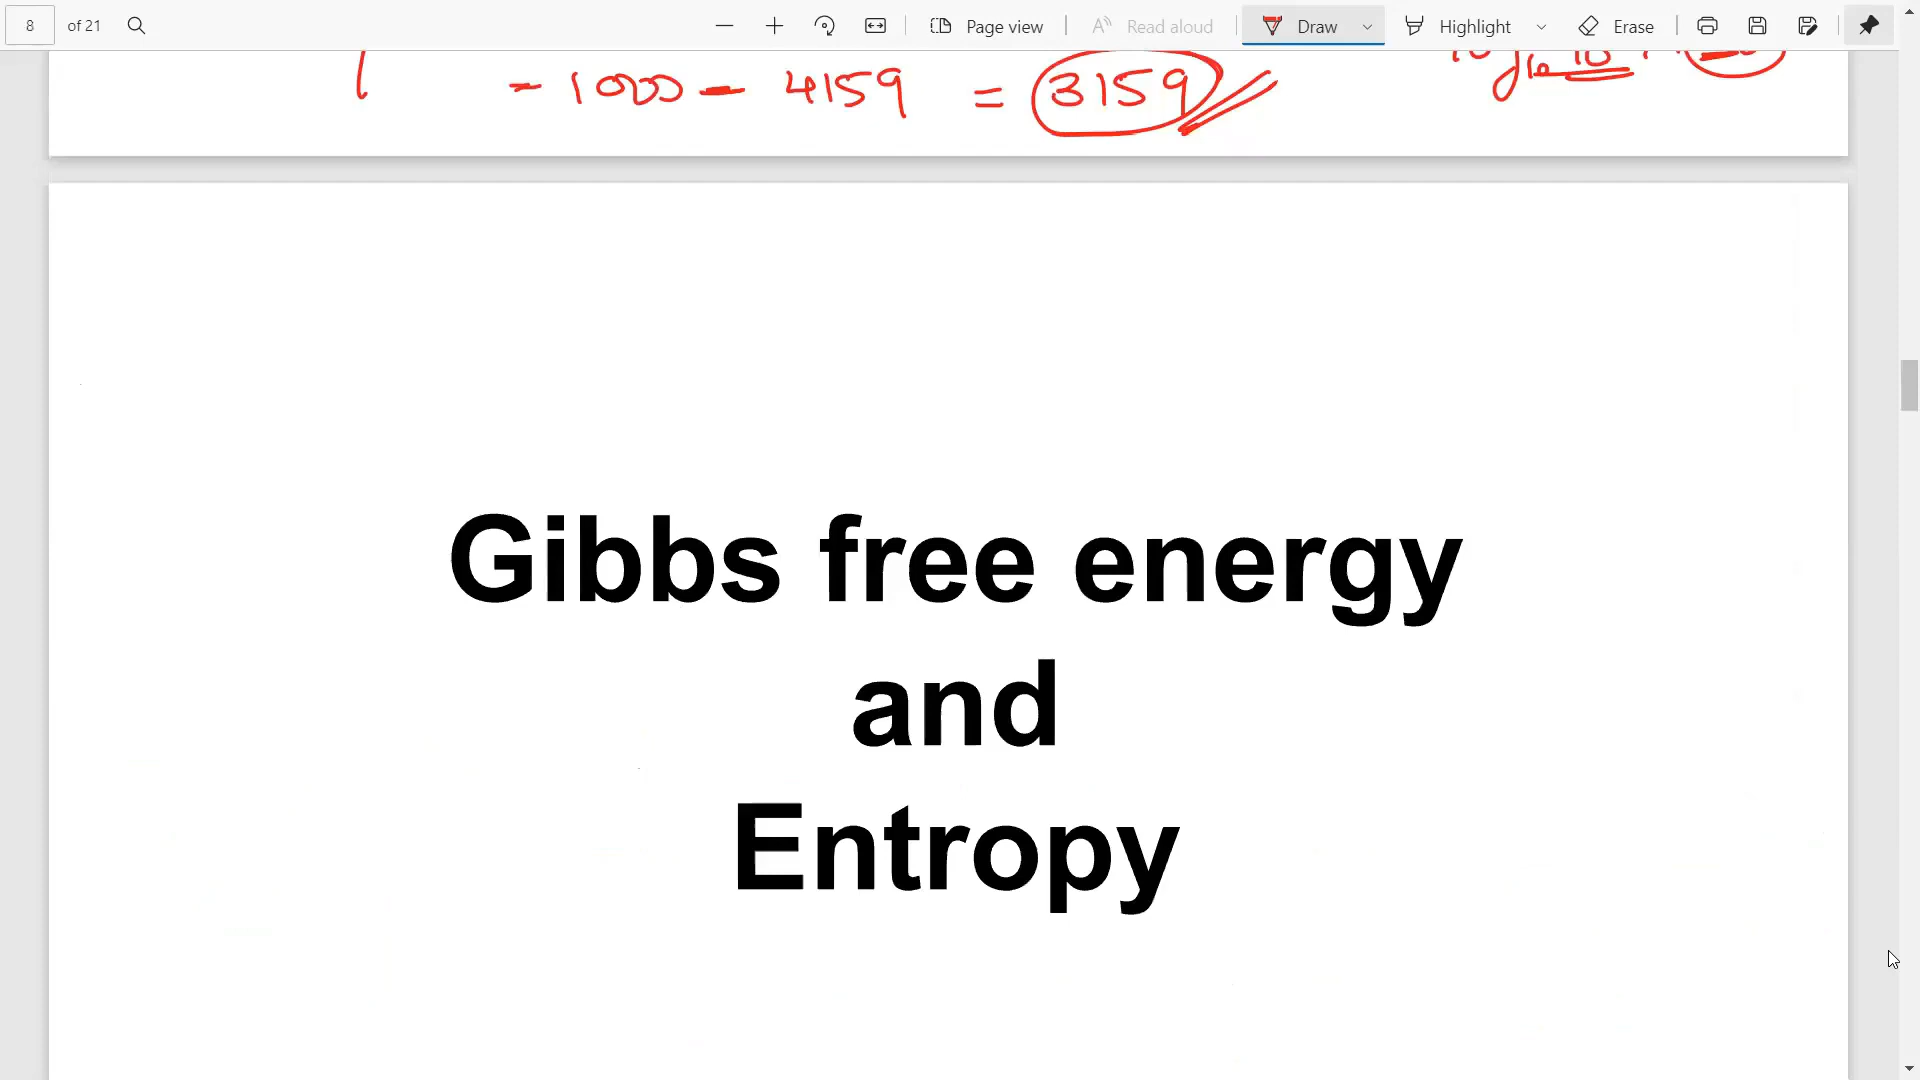 8 of 21 Page view Read aloud Draw Highlight Erase
- 1000 - 4159 = 3159
Gibbs free energy
and
Entropy